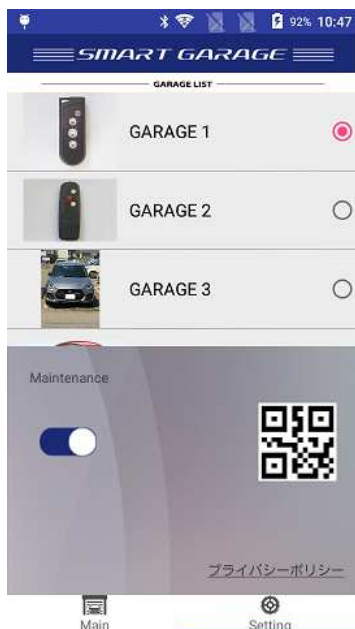 92% 10:47
SMART GARAGE
GARAGE LIST
GARAGE 1
GARAGE 2
GARAGE 3
Maintenance
プライバシーポリシー
Main
Setting